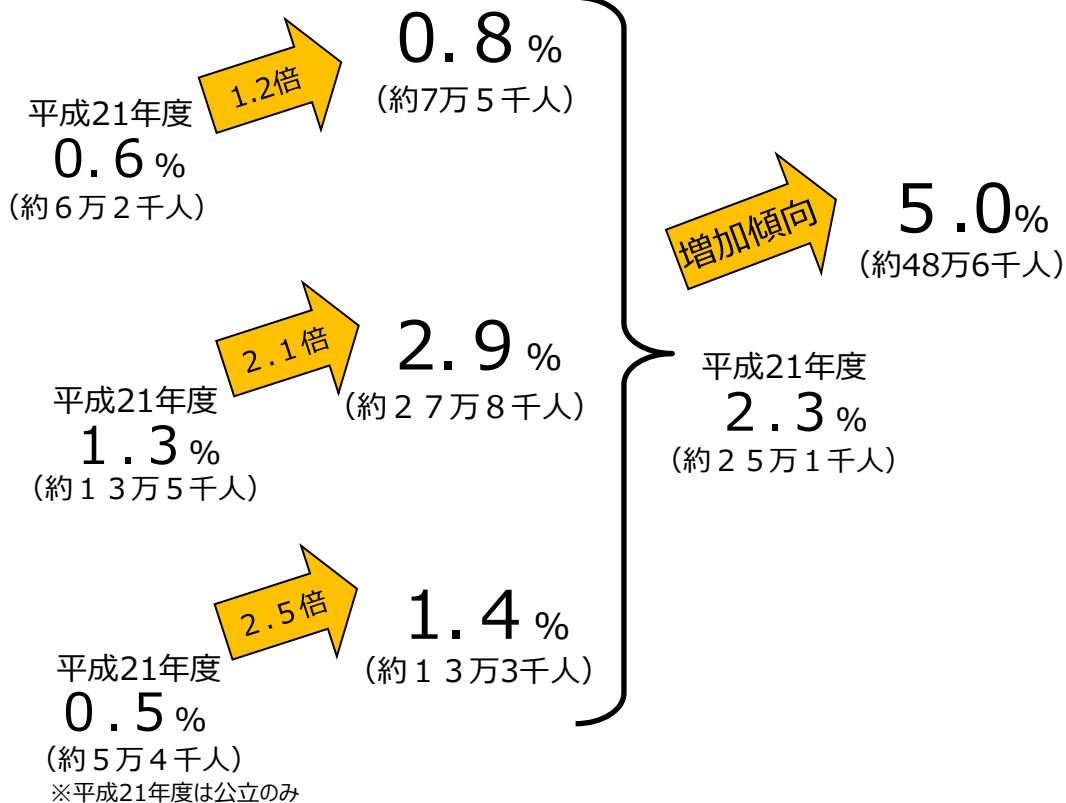 0.8%
1.2倍
(約7万5千人)
平成21年度
0.6%
(約6万2千人)
2.9%
2.1倍
(約27万8千人)
平成21年度
1.3%
(約13万5千人)
1.4%
2.5倍
(約13万3千人)
平成21年度
0.5%
(約5万4千人)
※平成21年度は公立のみ
増加傾向
5.0%
(約48万6千人)
平成21年度
2.3%
(約25万1千人)